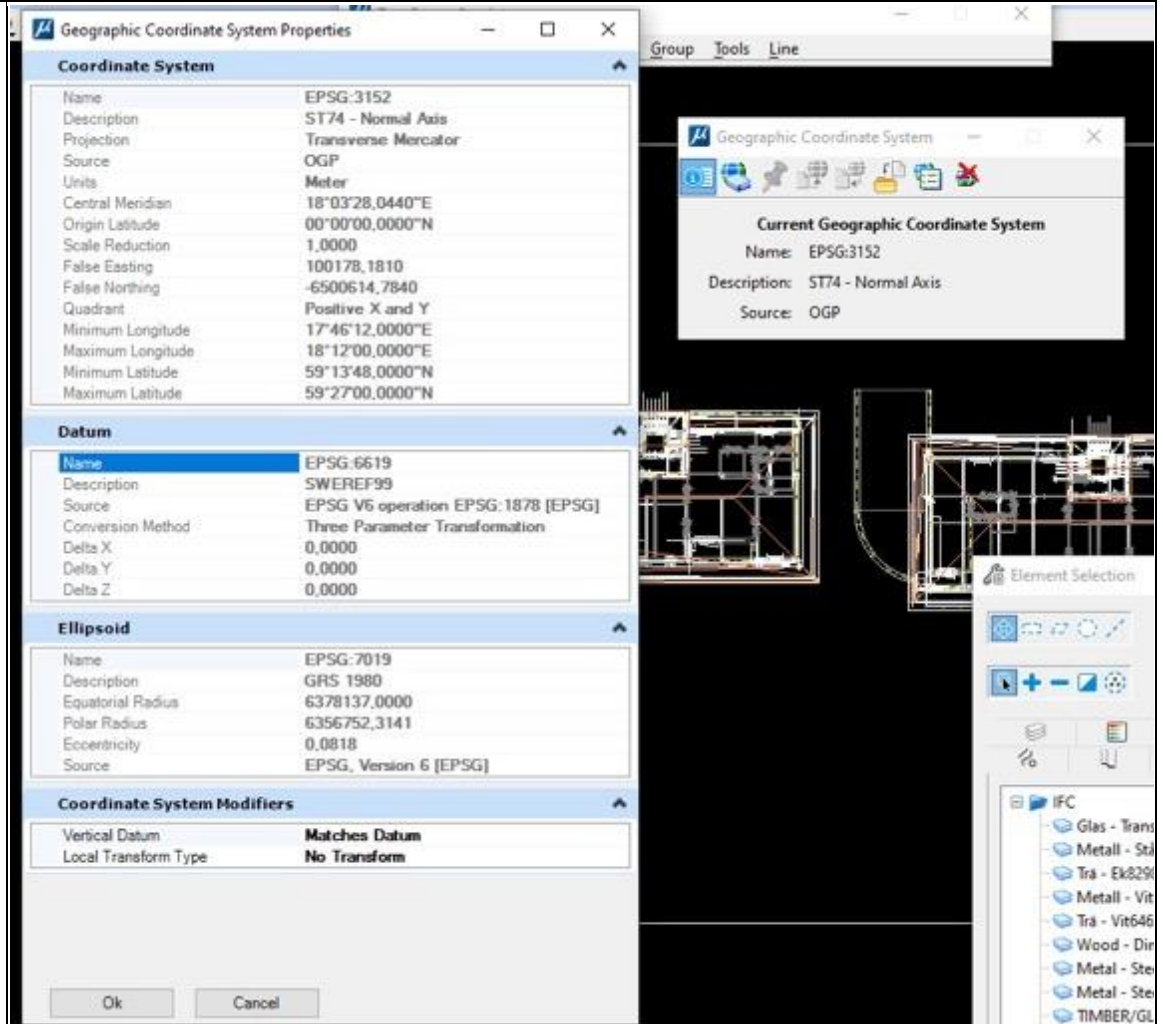 Geographic Coordinate System Properties
Coordinate System
Name EPSG:3152
Description ST74 - Normal Axis
Projection Transverse Mercator
Source OGP
Units Meter
Central Meridian 18°03'28,0440"E
Origin Latitude 00°00'00,0000"N
Scale Reduction 1,0000
False Easting 100178,1810
False Northing -6500614,7840
Quadrant Positive X and Y
Minimum Longitude 17°46'12,0000"E
Maximum Longitude 18°12'00,0000"E
Minimum Latitude 59°13'48,0000"N
Maximum Latitude 59°27'00,0000"N
Datum
Name EPSG:6619
Description SWEREF99
Source EPSG V6 operation EPSG:1878 [EPSG]
Conversion Method Three Parameter Transformation
Delta X 0,0000
Delta Y 0,0000
Delta Z 0,0000
Ellipsoid
Name EPSG:7019
Description GRS 1980
Equatorial Radius 6378137,0000
Polar Radius 6356752,3141
Eccentricity 0,0818
Source EPSG, Version 6 [EPSG]
Coordinate System Modifiers
Vertical Datum Matches Datum
Local Transform Type No Transform
Ok Cancel
Group Tools Line
Geographic Coordinate System
Current Geographic Coordinate System
Name: EPSG:3152
Description: ST74 - Normal Axis
Source: OGP
Element Selection
IFC
Glas - Trans
Metall - Stå
Trä - Ek829
Metall - Vit
Trä - Vit646
Wood - Dir
Metal - Ste
Metal - Ste
TIMBER/GL